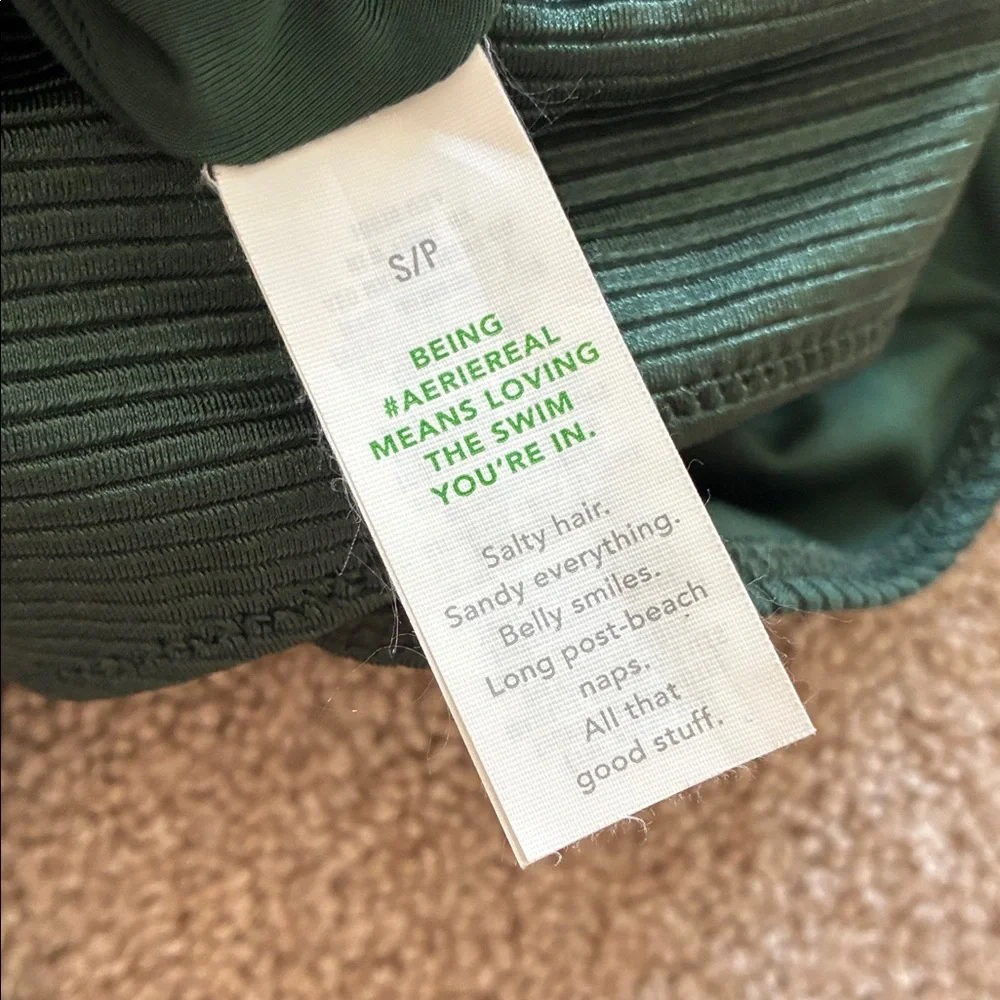 S/P
BEING
#AERIEREAL
MEANS LOVING
THE SWIM
YOU'RE IN.
Salty hair.
Sandy everything.
Belly smiles.
Long post-beach
naps.
All that
good stuff.